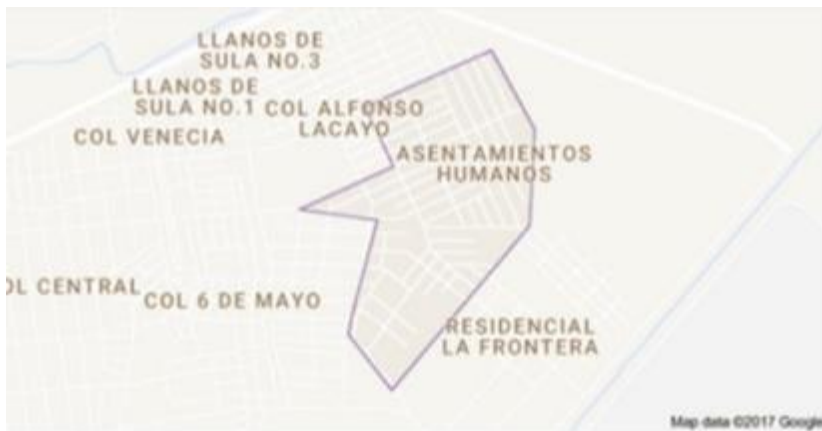 LLANOS DE
SULA NO.3
LLANOS DE
SULA NO.1
COL ALFONSO
LACAYO
COL VENECIA
ASENTAMIENTOS
HUMANOS
OL CENTRAL
COL 6 DE MAYO
RESIDENCIAL
LA FRONTERA
Map data ©2017 Google